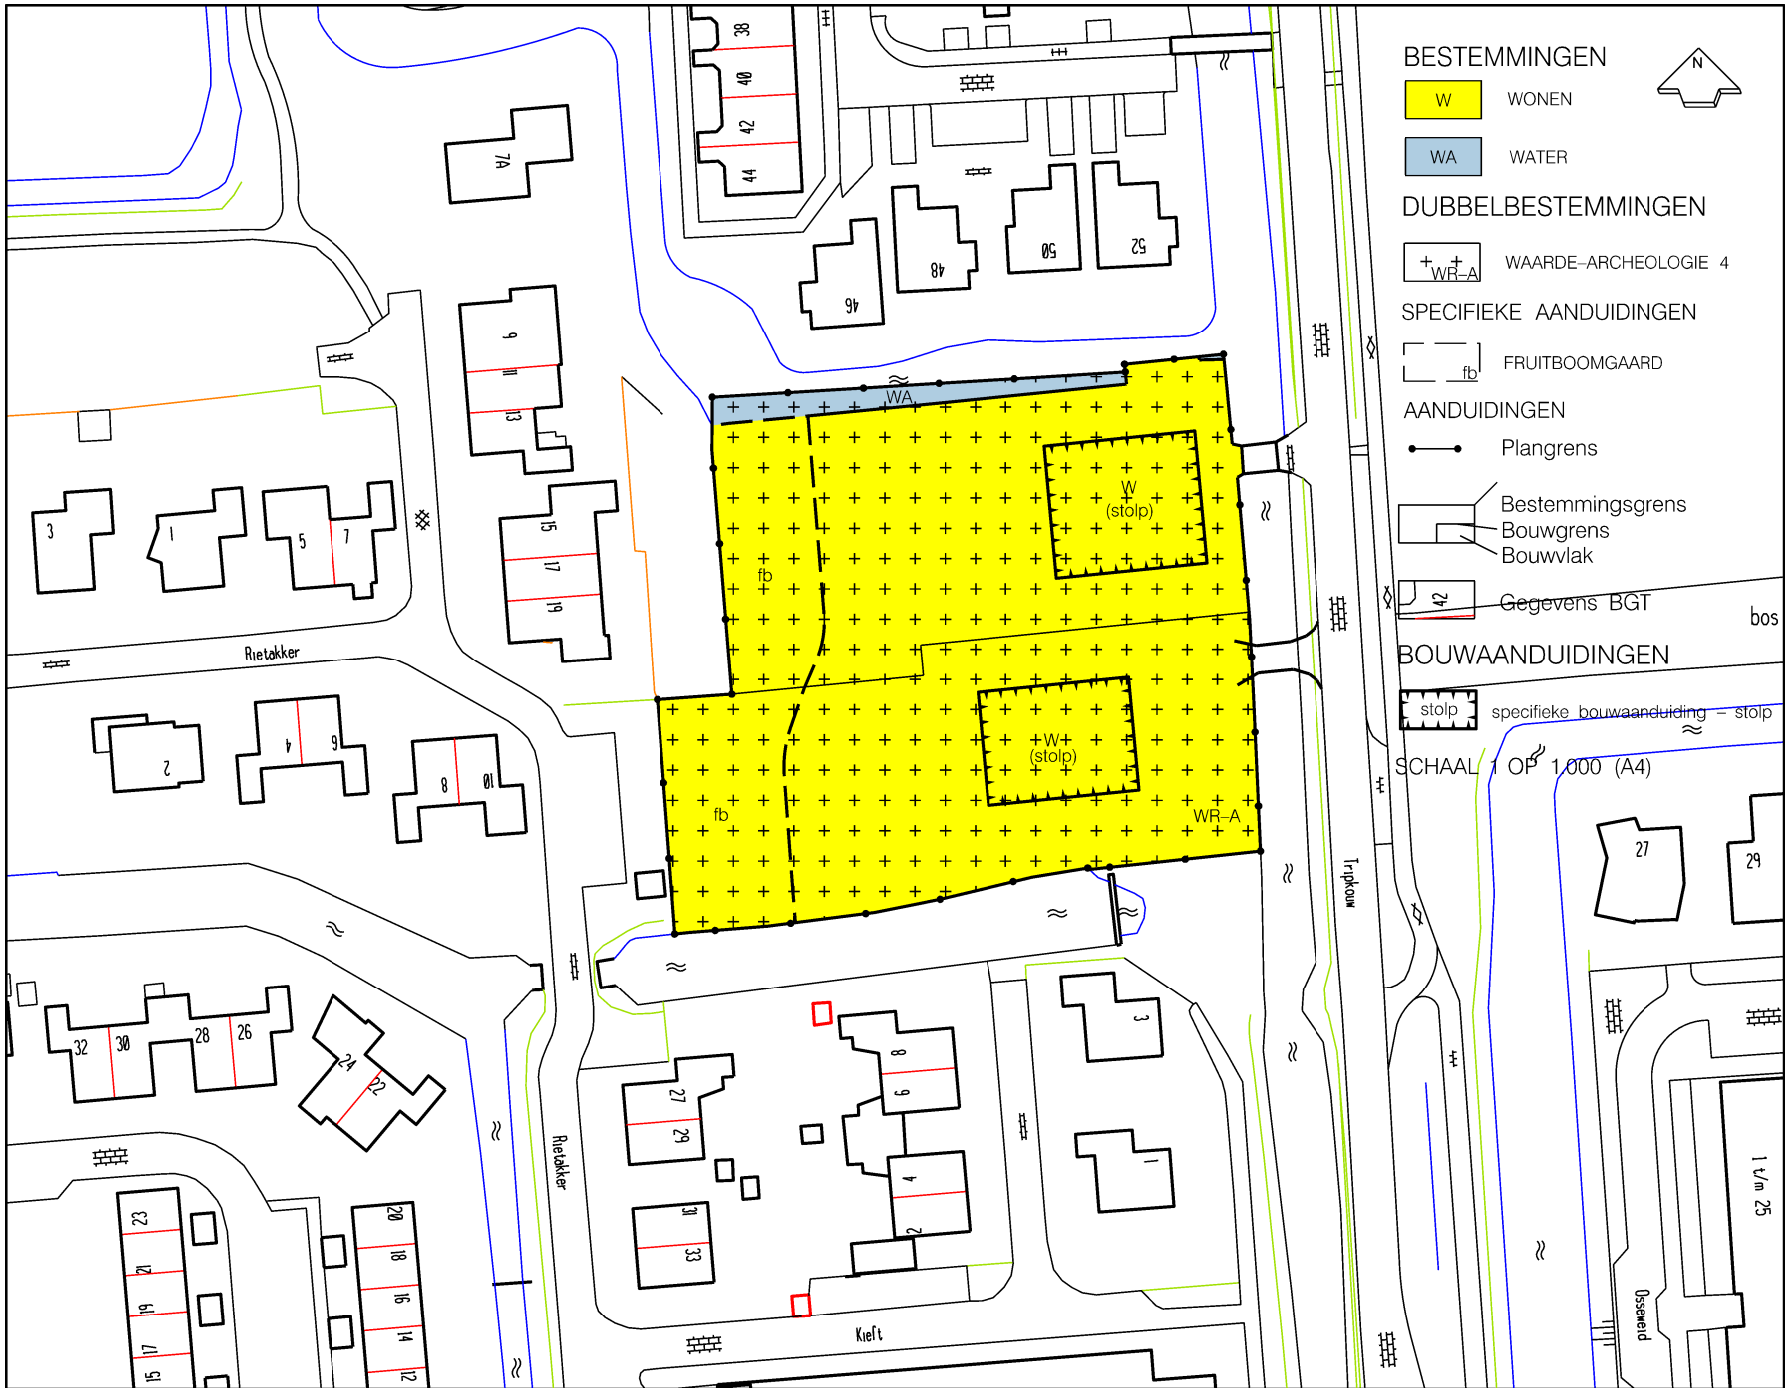 BESTEMMINGEN
W WONEN
WA WATER
DUBBELBESTEMMINGEN
WR-A WAARDE-ARCHEOLOGIE 4
SPECIFIEKE AANDUIDINGEN
fb FRUITBOOMGAARD
AANDUIDINGEN
Plangrens
Bestemmingsgrens
Bouwgrens
Bouwvlak
42 Gegevens BGT
BOUWAANDUIDINGEN
stolp specifieke bouwaanduiding - stolp
SCHAAL 1 OP 1.000 (A4)
N
bos
38
40
42
44
7A
46
48
50
52
9
11
13
WA
W
(stolp)
fb
15
17
19
3
1
5
7
Rietakker
2
4
6
8
10
W
(stolp)
fb
WR-A
Tripkouw
27
29
32
30
28
26
24
22
3
8
6
27
29
4
2
1
31
33
Rietakker
23
21
19
17
15
20
18
16
14
12
Kieft
Osseweid
1 t/m 25